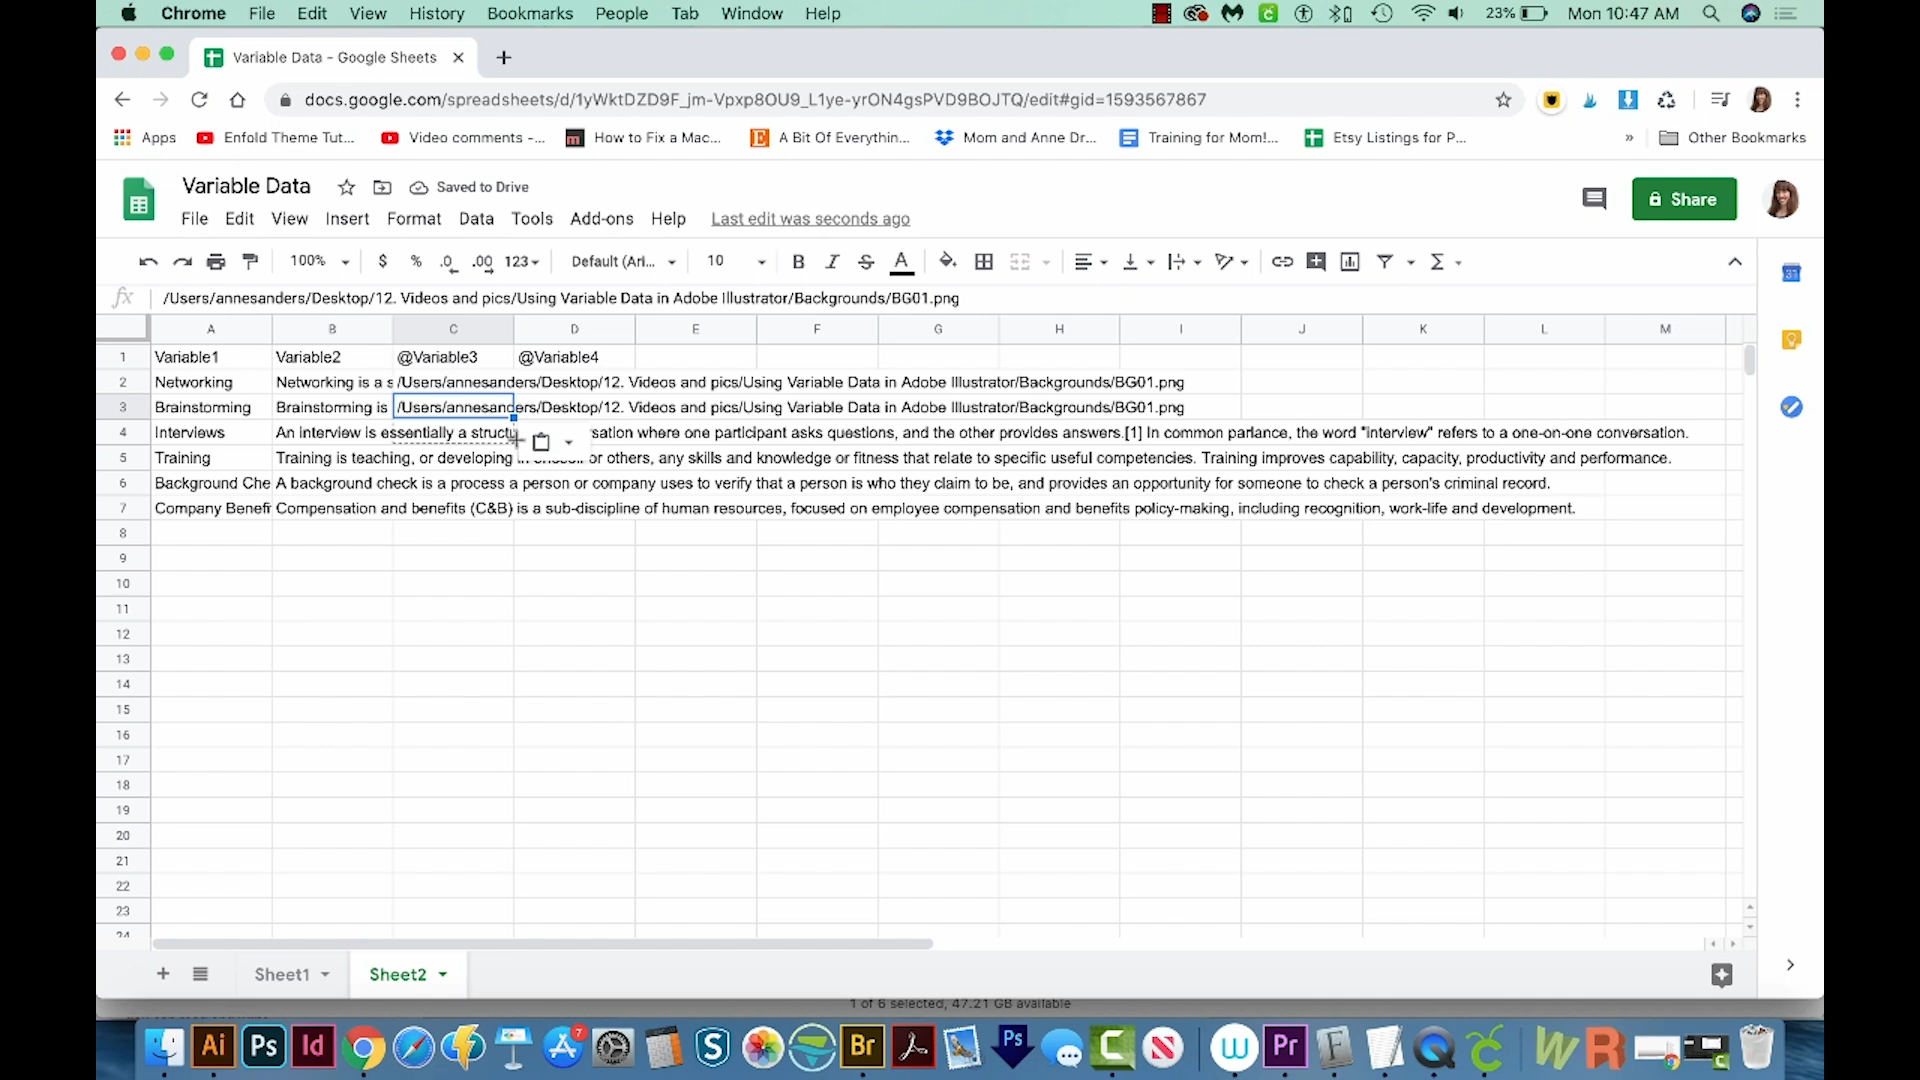 Chrome File Edit View History Bookmarks People Tab Window Help 23% Mon 10:47 AM
Variable Data - Google Sheets
docs.google.com/spreadsheets/d/1yWktDZD9F_jm-Vpxp8OU9_L1ye-yrON4gsPVD9BOJTQ/edit#gid=1593567867
Apps Enfold Theme Tut... Video comments -... How to Fix a Mac... A Bit Of Everythin... Mom and Anne Dr... Training for Mom!... Etsy Listings for P... » Other Bookmarks
Variable Data Saved to Drive
Share
File Edit View Insert Format Data Tools Add-ons Help Last edit was seconds ago
100% $ % .0 .00 123 Default (Ari... 10 B I S A Σ
fx /Users/annesanders/Desktop/12. Videos and pics/Using Variable Data in Adobe Illustrator/Backgrounds/BG01.png
A B C D E F G H I J K L M
1 Variable1 Variable2 @Variable3 @Variable4
2 Networking Networking is a s /Users/annesanders/Desktop/12. Videos and pics/Using Variable Data in Adobe Illustrator/Backgrounds/BG01.png
3 Brainstorming Brainstorming is /Users/annesanders/Desktop/12. Videos and pics/Using Variable Data in Adobe Illustrator/Backgrounds/BG01.png
4 Interviews An interview is essentially a structu sation where one participant asks questions, and the other provides answers.[1] In common parlance, the word "interview" refers to a one-on-one conversation.
5 Training Training is teaching, or developing or others, any skills and knowledge or fitness that relate to specific useful competencies. Training improves capability, capacity, productivity and performance.
6 Background Che A background check is a process a person or company uses to verify that a person is who they claim to be, and provides an opportunity for someone to check a person's criminal record.
7 Company Benefi Compensation and benefits (C&B) is a sub-discipline of human resources, focused on employee compensation and benefits policy-making, including recognition, work-life and development.
8
9
10
11
12
13
14
15
16
17
18
19
20
21
22
23
24
Sheet1 Sheet2
1 of 6 selected, 47.21 GB available
Ai Ps Id 7 S Br Ps C N W Pr F W R